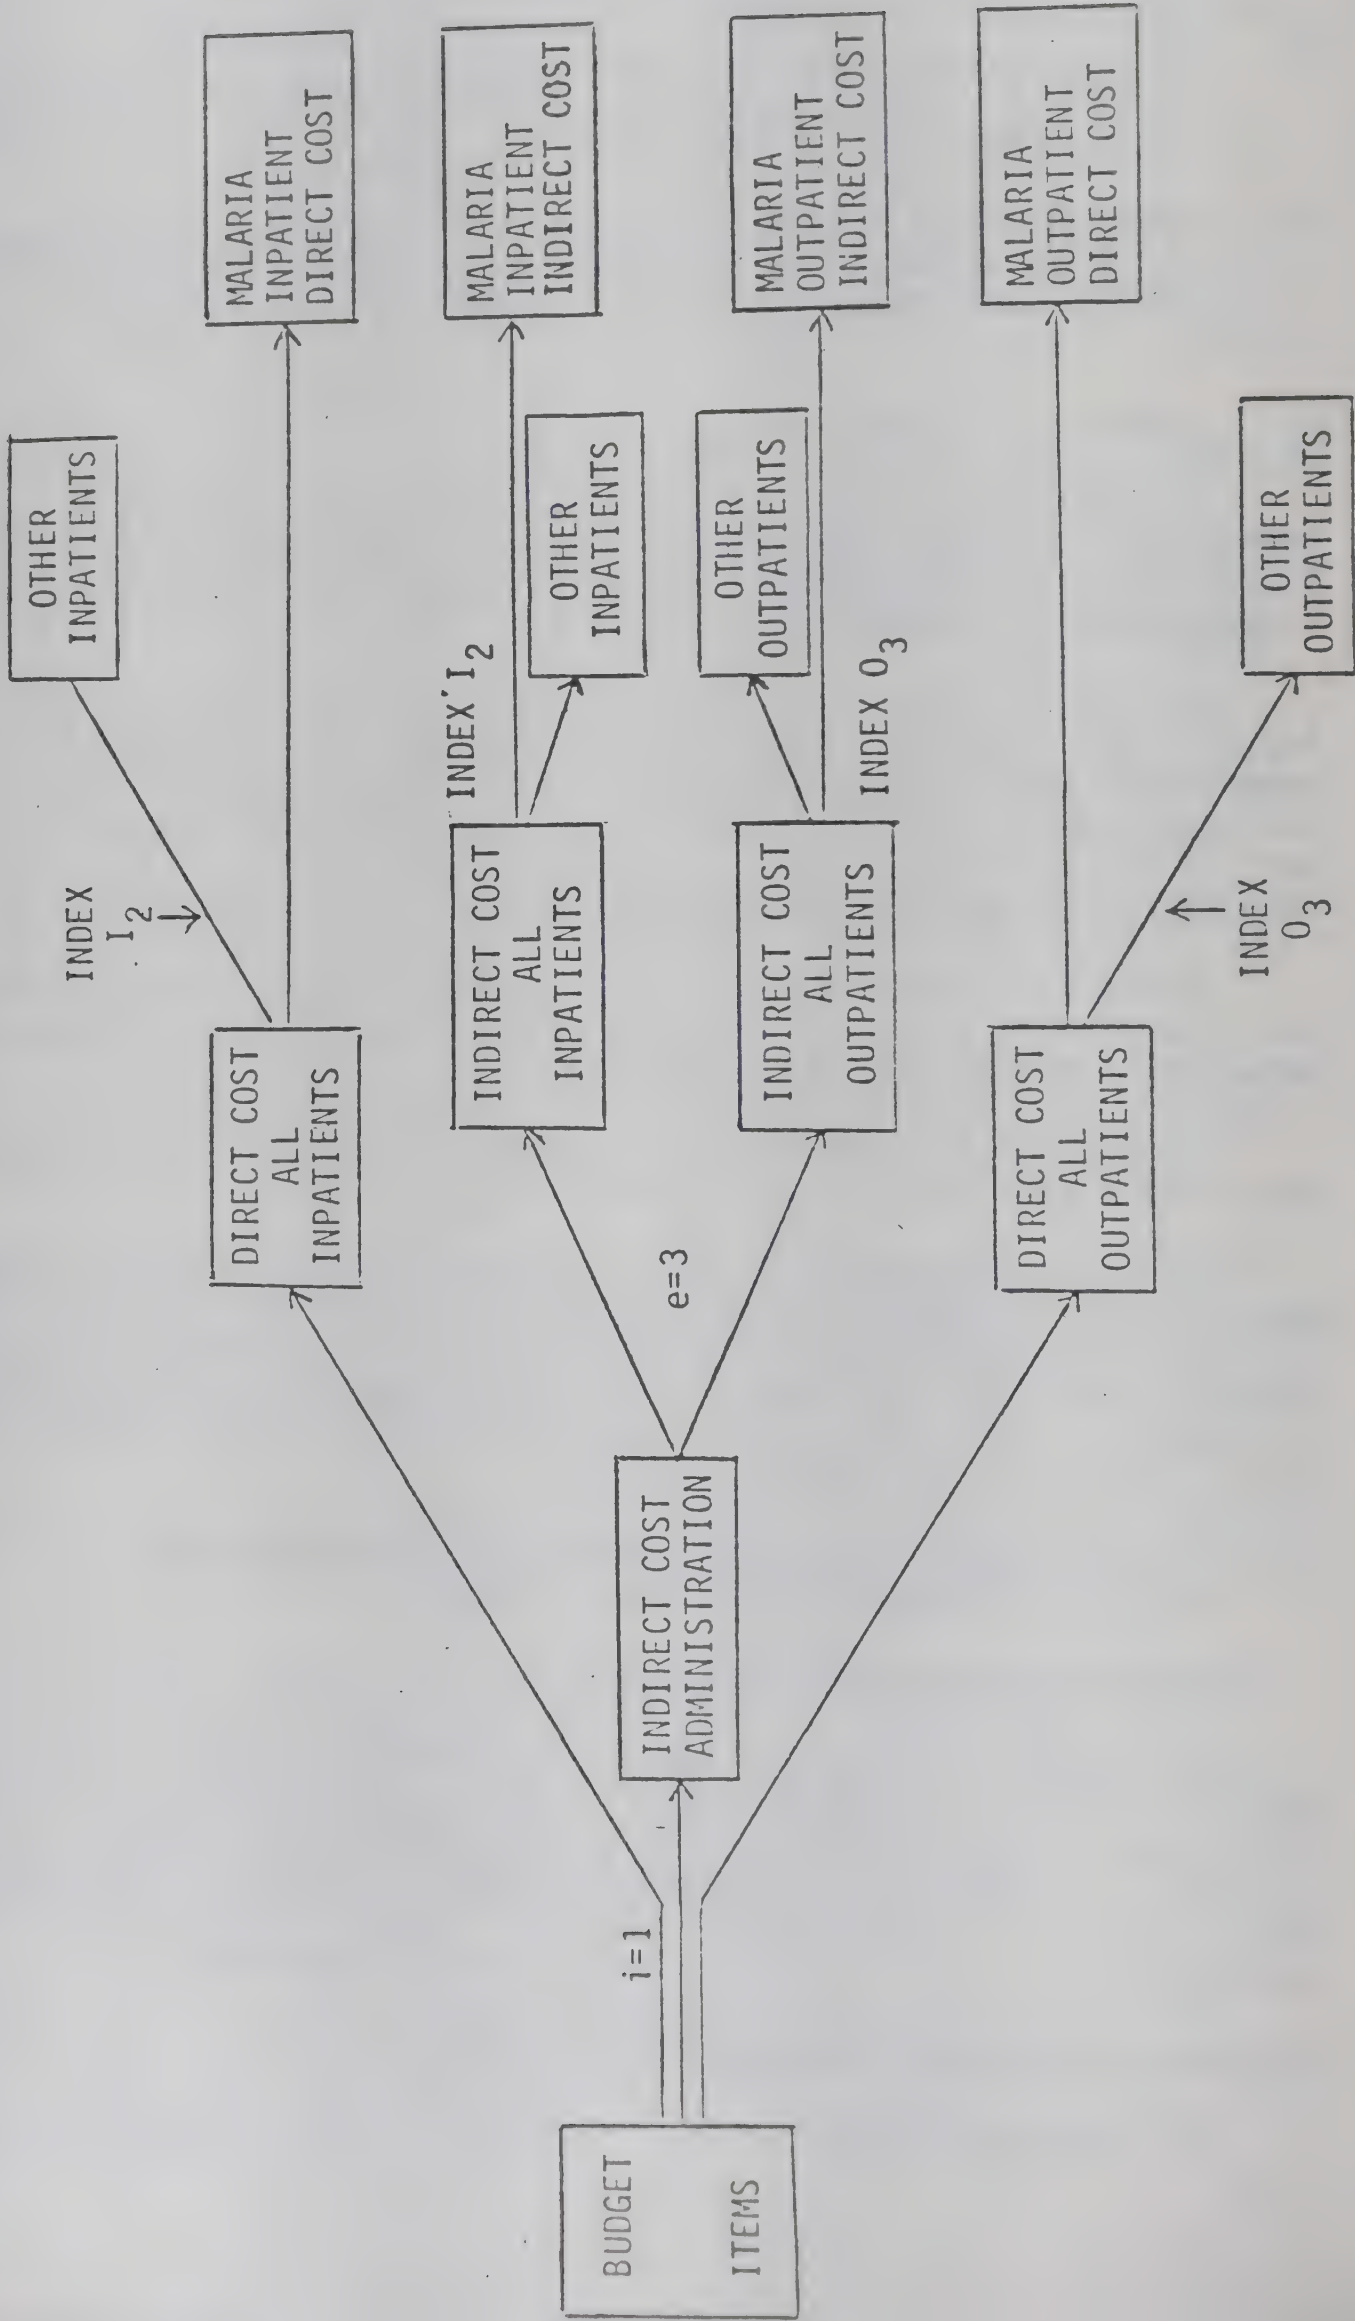 OTHER
INPATIENTS
INDEX
I₂
DIRECT COST
ALL
INPATIENTS
MALARIA
INPATIENT
DIRECT COST
INDEX'I₂
INDIRECT COST
ALL
INPATIENTS
MALARIA
INPATIENT
INDIRECT COST
OTHER
INPATIENTS
BUDGET
ITEMS
i=1
INDIRECT COST
ADMINISTRATION
e=3
OTHER
OUTPATIENTS
INDIRECT COST
ALL
OUTPATIENTS
INDEX O₃
MALARIA
OUTPATIENT
INDIRECT COST
DIRECT COST
ALL
OUTPATIENTS
MALARIA
OUTPATIENT
DIRECT COST
INDEX
O₃
OTHER
OUTPATIENTS